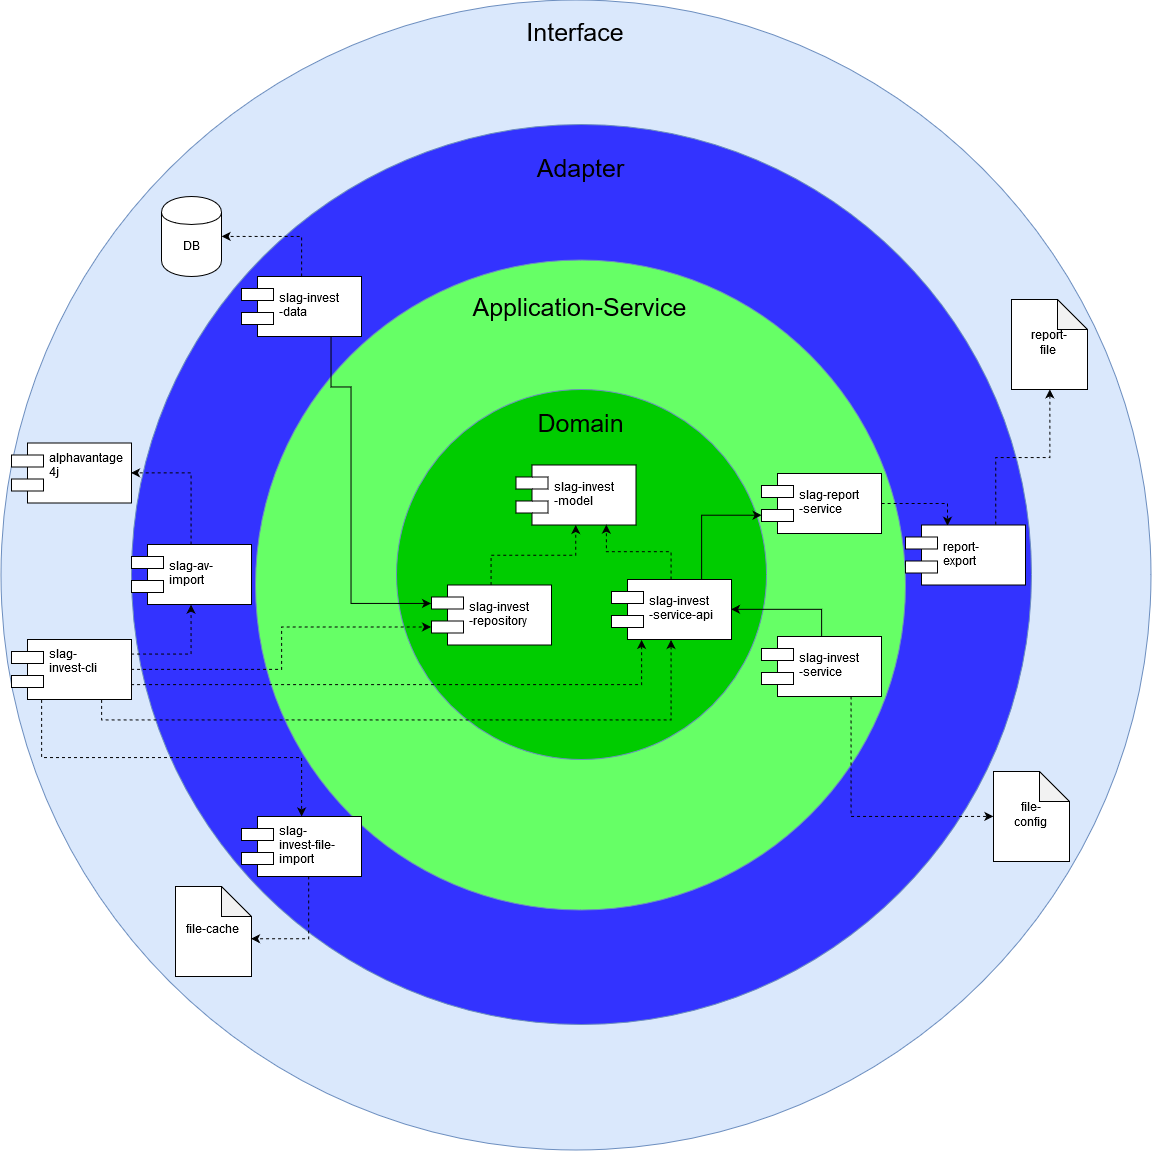 Interface
Adapter
DB
slag-invest
-data
Application-Service
report-
file
Domain
alphavantage
4j
slag-invest
-model
slag-report
-service
slag-av-
import
report-
export
slag-invest
-repository
slag-invest
-service-api
slag-
invest-cli
slag-invest
-service
file-
config
slag-
invest-file-
import
file-cache